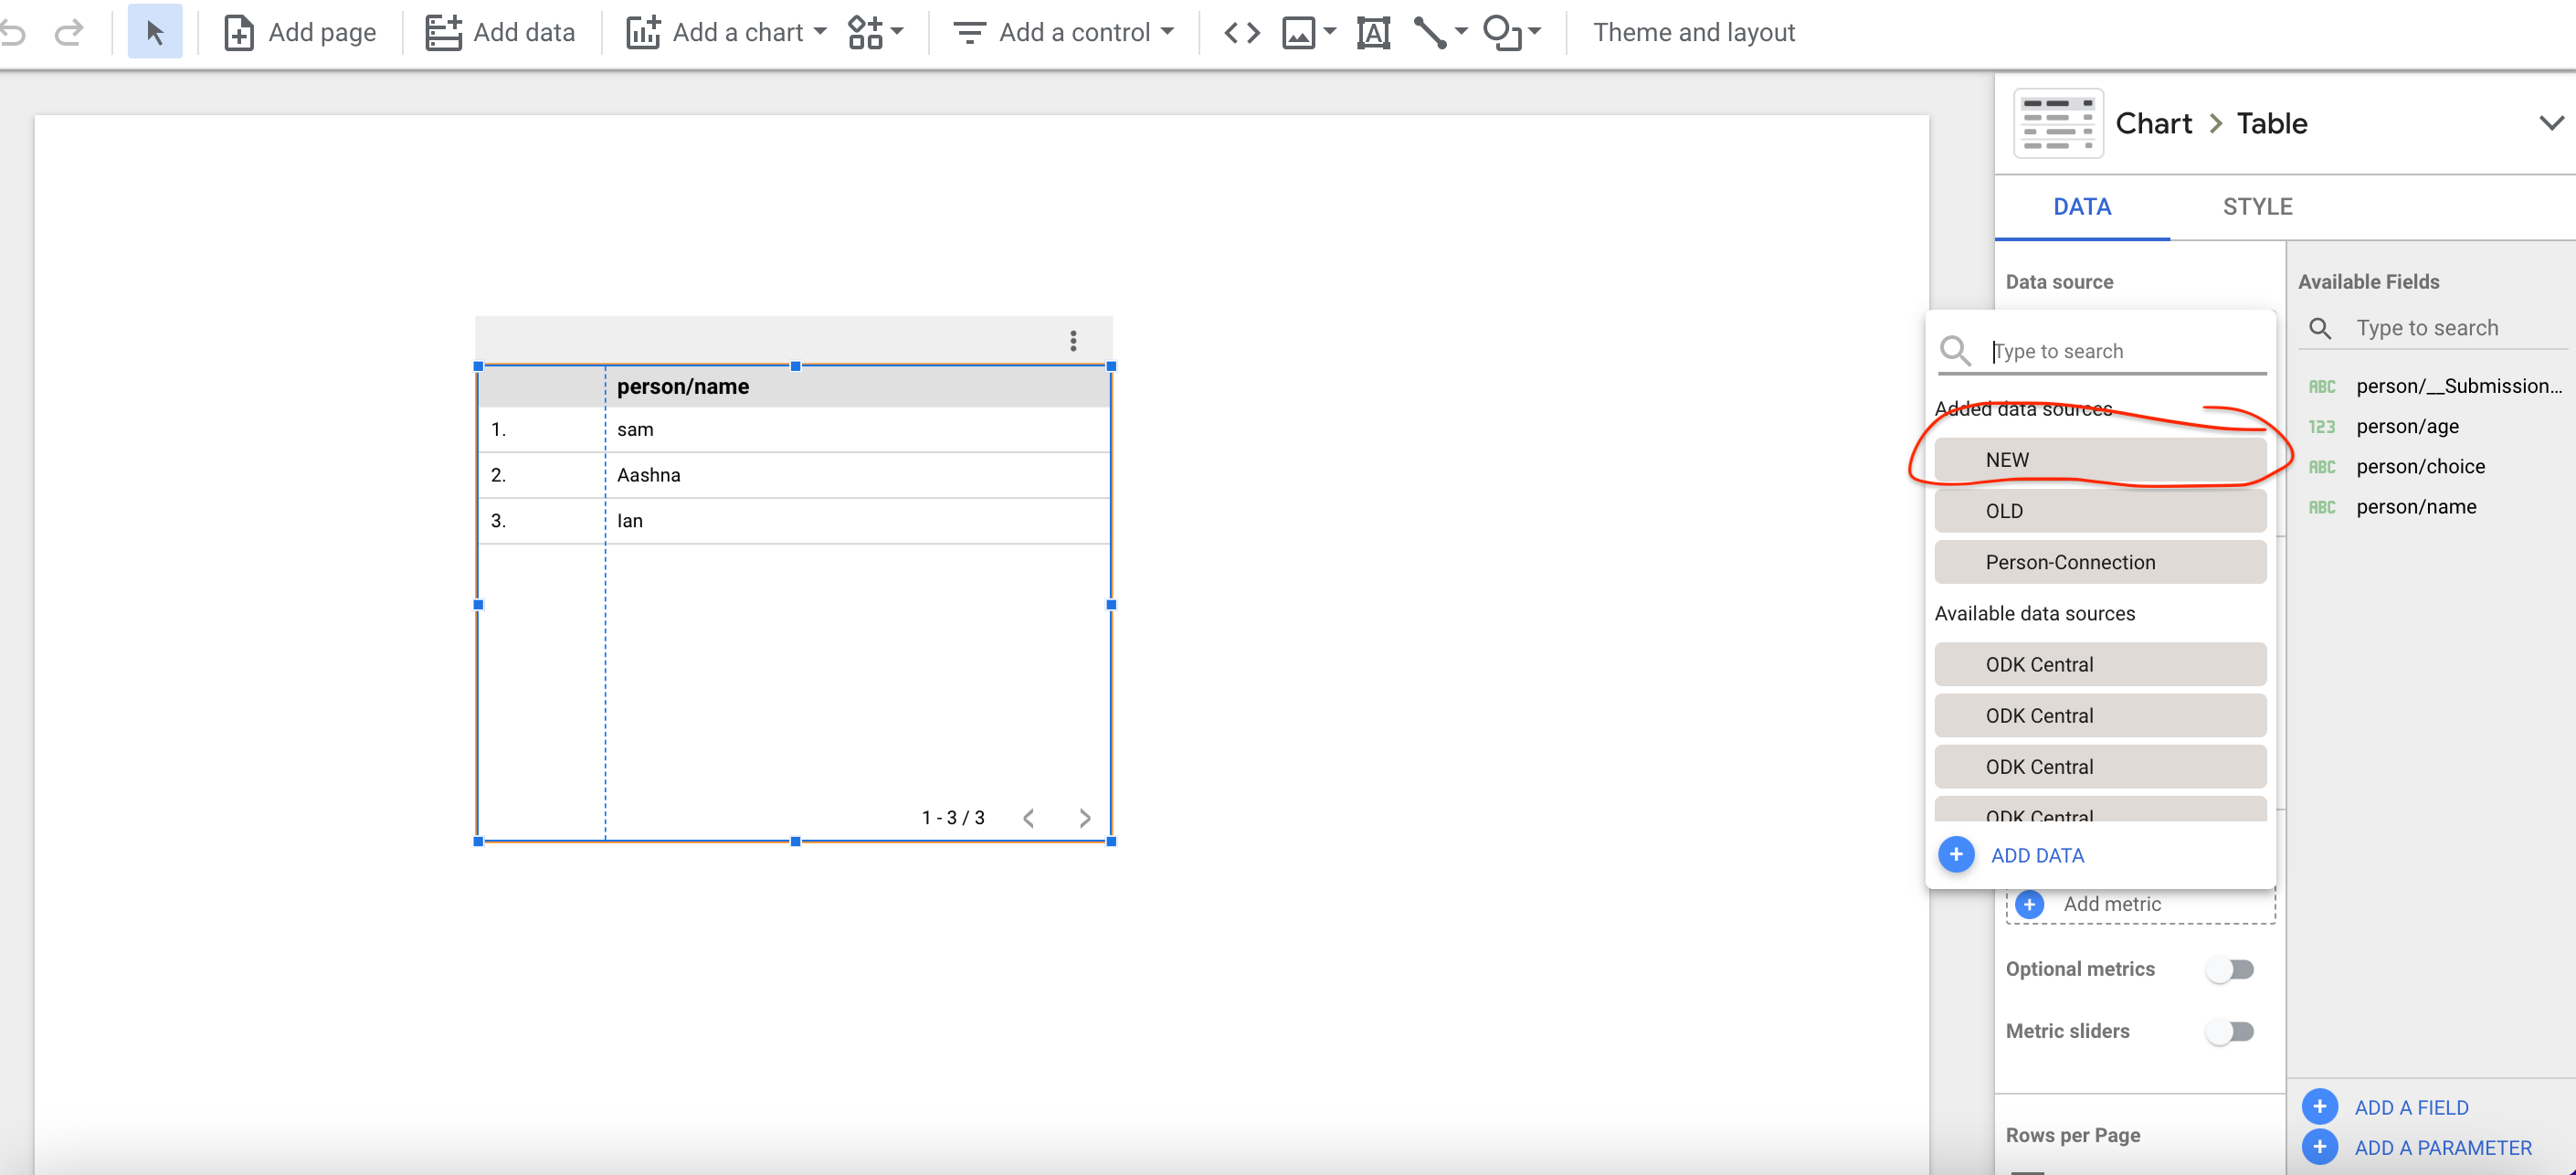 Add page
Add data
Add a chart
Add a control
Theme and layout
Chart > Table
DATA
STYLE
Data source
Type to search
Added data sources
NEW
OLD
Person-Connection
Available data sources
ODK Central
ODK Central
ODK Central
ODK Central
ADD DATA
Add metric
Optional metrics
Metric sliders
Rows per Page
Available Fields
Type to search
ABC person/__Submission...
123 person/age
ABC person/choice
ABC person/name
ADD A FIELD
ADD A PARAMETER
person/name
1. sam
2. Aashna
3. Ian
1 - 3 / 3